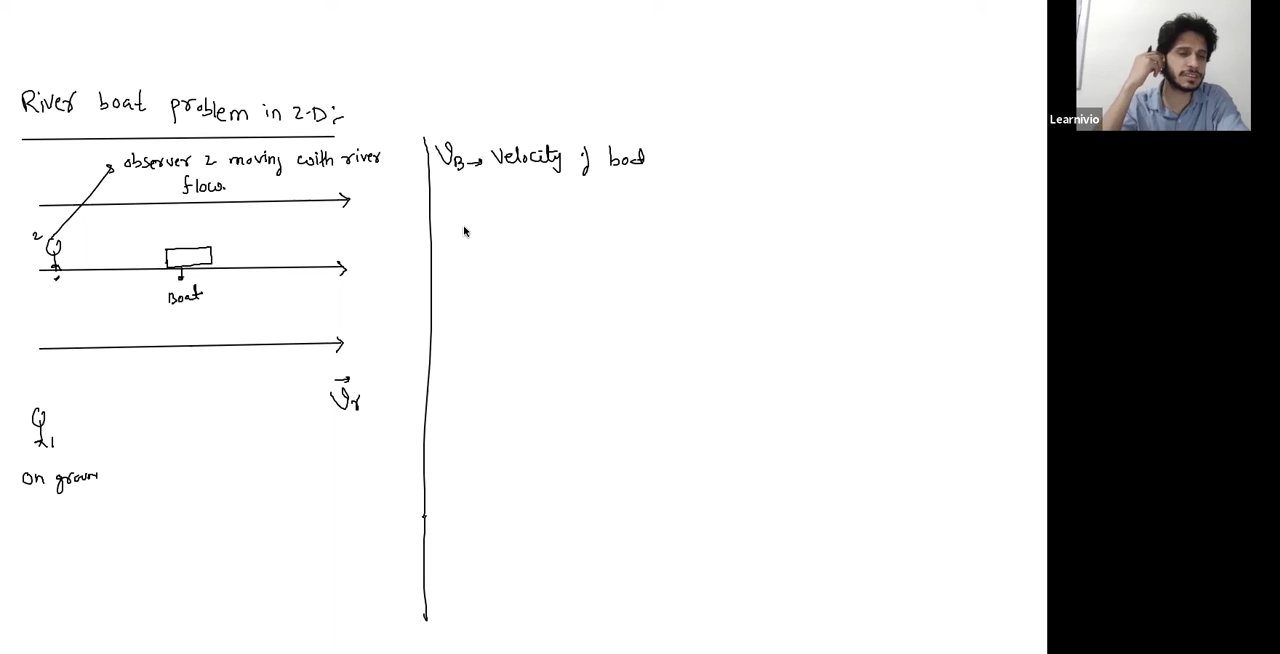 River boat problem in 2-D:-
observer 2 moving with river
flow.
2
Boat
V⃗r
1
On groun
VB → Velocity of boat
Learnivio